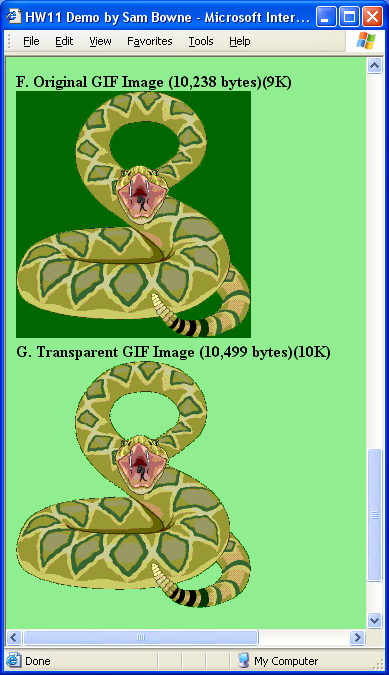 HW11 Demo by Sam Bowne - Microsoft Inter...
File Edit View Favorites Tools Help
F. Original GIF Image (10,238 bytes)(9K)
G. Transparent GIF Image (10,499 bytes)(10K)
Done My Computer